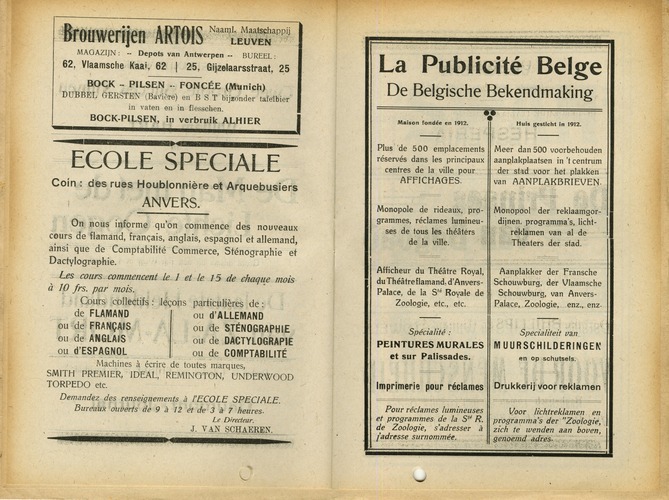 Brouwerijen ARTOIS Naaml. Maatschappij
LEUVEN
MAGAZIJN : -- Depots van Antwerpen -- BUREEL :
62, Vlaamsche Kaai, 62 | 25, Gijzelaarsstraat, 25
BOCK - PILSEN - FONCÉE (Munich)
DUBBEL GERSTEN (Bavière) en B S T bijzonder tafelbier
in vaten en in flesschen.
BOCK-PILSEN, in verbruik ALHIER
ECOLE SPECIALE
Coin : des rues Houblonnière et Arquebusiers
ANVERS.
On nous informe qu'on commence des nouveaux
cours de flamand, français, anglais, espagnol et allemand,
ainsi que de Comptabilité Commerce, Sténographie et
Dactylographie.
Les cours commencent le 1 et le 15 de chaque mois
à 10 frs. par mois.
Cours collectifs : leçons particulières de :
de FLAMAND ou d'ALLEMAND
ou de FRANÇAIS ou de STÉNOGRAPHIE
ou de ANGLAIS ou de DACTYLOGRAPIE
ou d'ESPAGNOL ou de COMPTABILITÉ
Machines à écrire de toutes marques,
SMITH PREMIER, IDEAL, REMINGTON, UNDERWOOD
TORPEDO etc.
Demandez des renseignements à l'ECOLE SPECIALE.
Bureaux ouverts de 9 à 12 et de 3 à 7 heures.
Le Directeur,
J. VAN SCHAEREN.
La Publicité Belge
De Belgische Bekendmaking
Maison fondée en 1912.
Plus de 500 emplacements
réservés dans les principaux
centres de la ville pour
AFFICHAGES.
Monopole de rideaux, pro-
grammes, réclames lumineu-
ses de tous les théâters
de la ville.
Afficheur du Théâtre Royal,
du Théâtre flamand, d'Anvers-
Palace, de la Sté Royale de
Zoologie, etc., etc.
Spécialité :
PEINTURES MURALES
et sur Palissades.
Imprimerie pour réclames
Pour réclames lumineuses
et programmes de la Sté R.
de Zoologie, s'adresser à
l'adresse surnommée.
Huis gesticht in 1912.
Meer dan 500 voorbehouden
aanplakplaatsen in 't centrum
der stad voor het plakken
van AANPLAKBRIEVEN.
Monopool der reklaamgor-
dijnen, programma's, licht-
reklamen van al de
Theaters der stad.
Aanplakker der Fransche
Schouwburg, der Vlaamsche
Schouwburg, van Anvers-
Palace, Zoologie, enz., enz.
Specialiteit van
MUURSCHILDERINGEN
en op schutsels.
Drukkerij voor reklamen
Voor lichtreklamen en
programma's der "Zoologie,
zich te wenden aan boven,
genoemd adres.